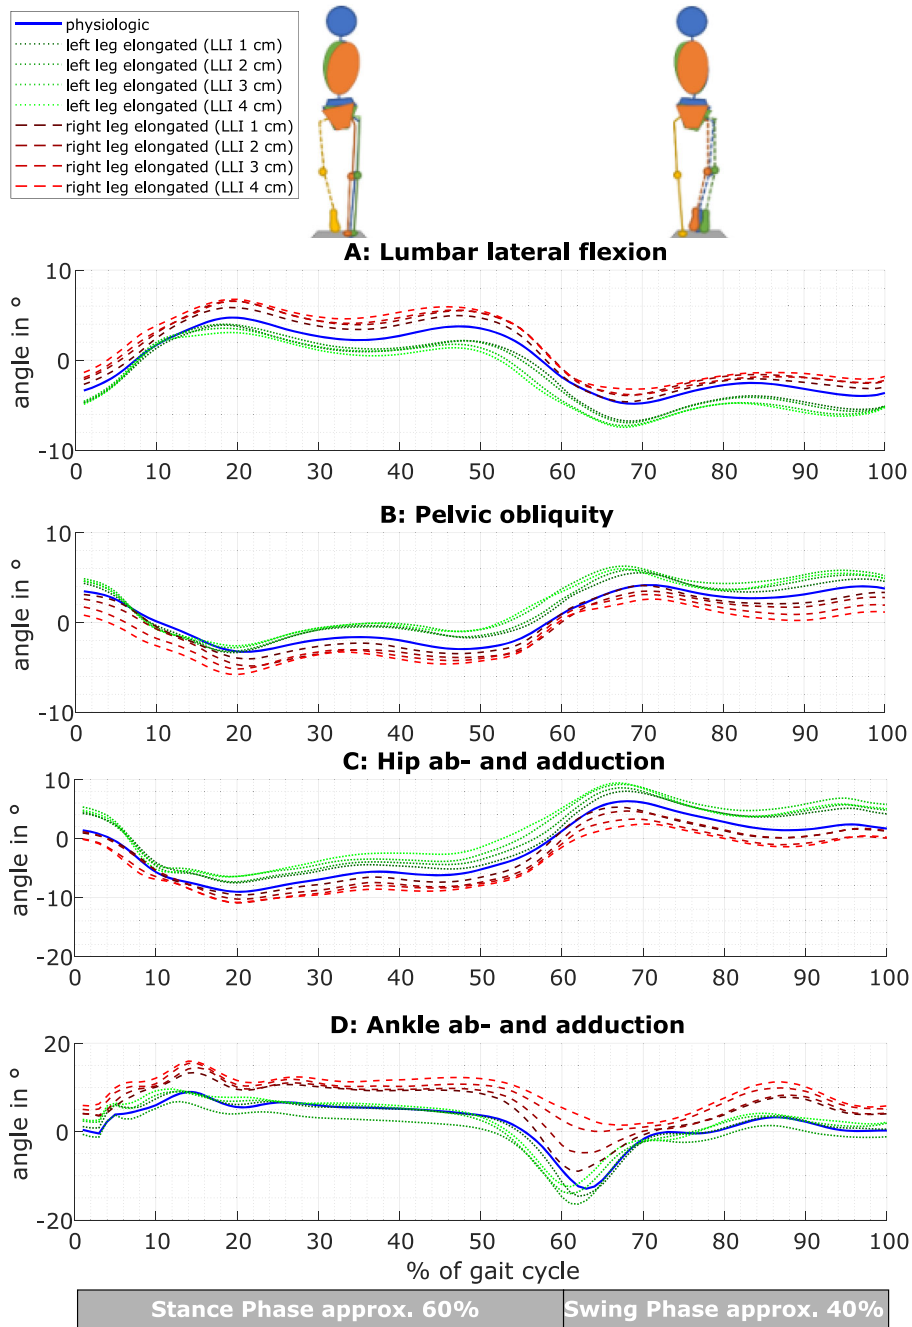 physiologic
left leg elongated (LLI 1 cm)
left leg elongated (LLI 2 cm)
left leg elongated (LLI 3 cm)
left leg elongated (LLI 4 cm)
right leg elongated (LLI 1 cm)
right leg elongated (LLI 2 cm)
right leg elongated (LLI 3 cm)
right leg elongated (LLI 4 cm)
A: Lumbar lateral flexion
angle in °
10
0
-10
0 10 20 30 40 50 60 70 80 90 100
B: Pelvic obliquity
angle in °
10
0
-10
0 10 20 30 40 50 60 70 80 90 100
C: Hip ab- and adduction
angle in °
10
0
-10
-20
0 10 20 30 40 50 60 70 80 90 100
D: Ankle ab- and adduction
angle in °
20
0
-20
0 10 20 30 40 50 60 70 80 90 100
% of gait cycle
Stance Phase approx. 60% Swing Phase approx. 40%